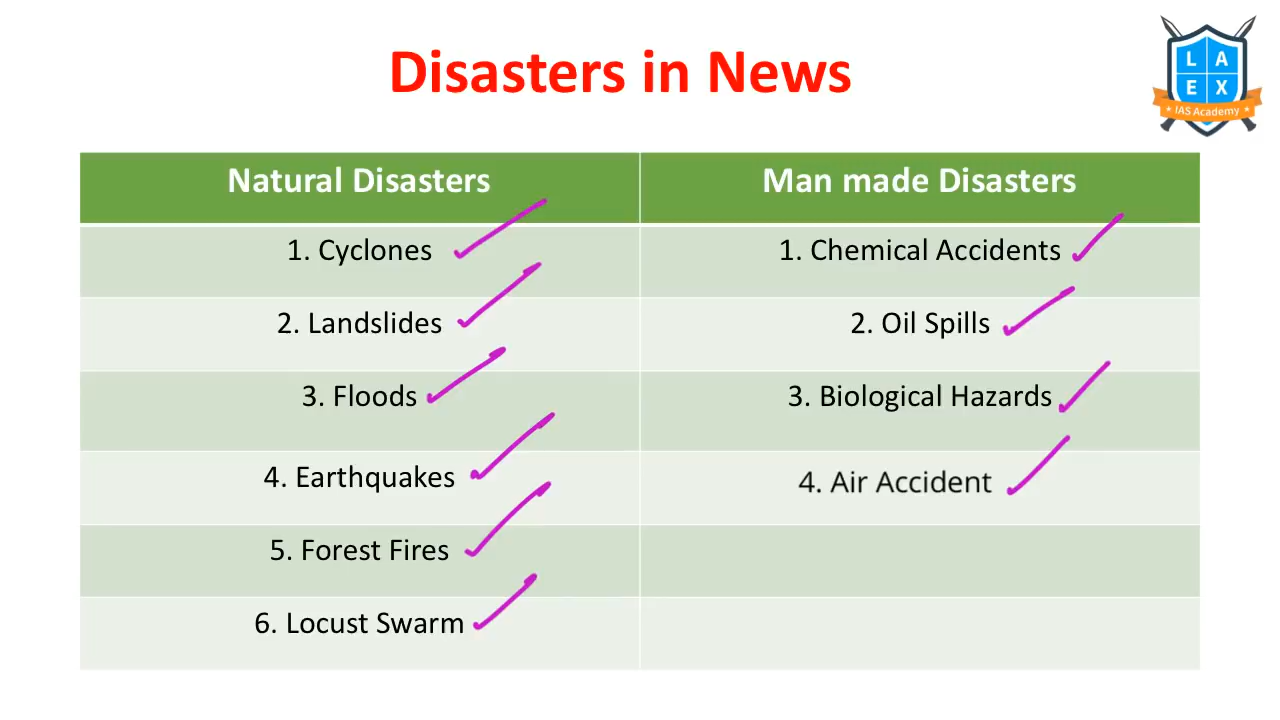 Disasters in News
L A
E X
IAS Academy
Natural Disasters Man made Disasters
1. Cyclones 1. Chemical Accidents
2. Landslides 2. Oil Spills
3. Floods 3. Biological Hazards
4. Earthquakes 4. Air Accident
5. Forest Fires
6. Locust Swarm